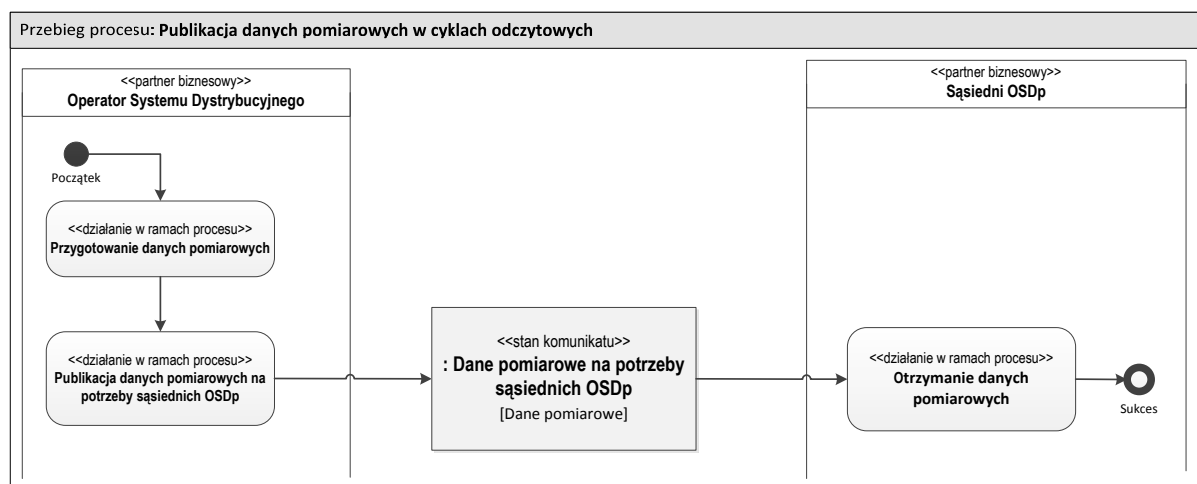 Przebieg procesu: Publikacja danych pomiarowych w cyklach odczytowych
<<partner biznesowy>>
Operator Systemu Dystrybucyjnego
<<partner biznesowy>>
Sąsiedni OSDp
Początek
<<działanie w ramach procesu>>
Przygotowanie danych pomiarowych
<<działanie w ramach procesu>>
Publikacja danych pomiarowych na
potrzeby sąsiednich OSDp
<<stan komunikatu>>
: Dane pomiarowe na potrzeby
sąsiednich OSDp
[Dane pomiarowe]
<<działanie w ramach procesu>>
Otrzymanie danych
pomiarowych
Sukces